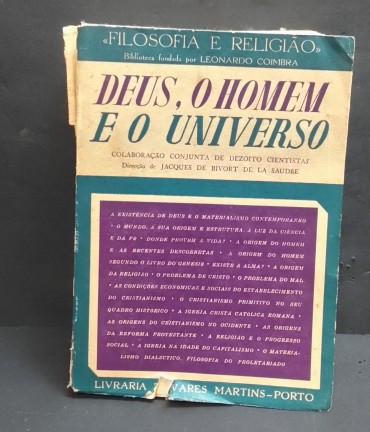 «FILOSOFIA E RELIGIÃO»
Biblioteca fundada por LEONARDO COIMBRA
DEUS, O HOMEM
E O UNIVERSO
COLABORAÇÃO CONJUNTA DE DEZOITO CIENTISTAS
Direcção de JACQUES DE BIVORT DE LA SAUDÉE
A EXISTÊNCIA DE DEUS E O MATERIALISMO CONTEMPORANEO
• O MUNDO, A SUA ORIGEM E ESTRUTURA À LUZ DA CIÊNCIA
E DA FÉ • DONDE PROVÉM A VIDA? • A ORIGEM DO HOMEM
E AS RECENTES DESCOBERTAS • A ORIGEM DO HOMEM
SEGUNDO O LIVRO DO GENESIS • EXISTE A ALMA? • A ORIGEM
DA RELIGIÃO • O PROBLEMA DE CRISTO • O PROBLEMA DO MAL
• AS CONDIÇÕES ECONÓMICAS E SOCIAIS DO ESTABELECIMENTO
DO CRISTIANISMO • O CRISTIANISMO PRIMITIVO NO SEU
QUADRO HISTÓRICO • A IGREJA CRISTÃ CATÓLICA ROMANA •
AS ORIGENS DO CRISTIANISMO NO OCIDENTE • AS ORIGENS
DA REFORMA PROTESTANTE • A RELIGIÃO E O PROGRESSO
SOCIAL • A IGREJA NA IDADE DO CAPITALISMO • O MATERIA-
LISMO DIALÉCTICO, FILOSOFIA DO PROLETARIADO
LIVRARIA TAVARES MARTINS—PORTO